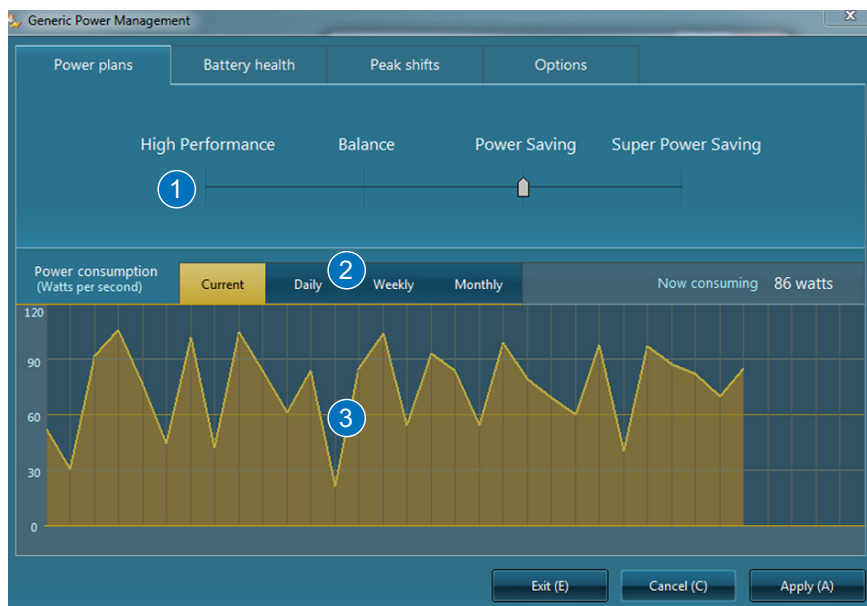 Generic Power Management
X
Power plans Battery health Peak shifts Options
High Performance Balance Power Saving Super Power Saving
1
Power consumption
(Watts per second)
Current Daily 2 Weekly Monthly Now consuming 86 watts
120
90
60
3
30
0
Exit (E) Cancel (C) Apply (A)